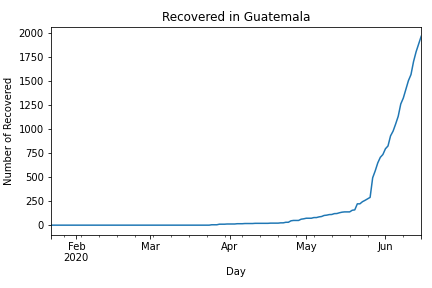 Recovered in Guatemala
Number of Recovered
2000
1750
1500
1250
1000
750
500
250
0
Feb
2020
Mar
Apr
May
Jun
Day